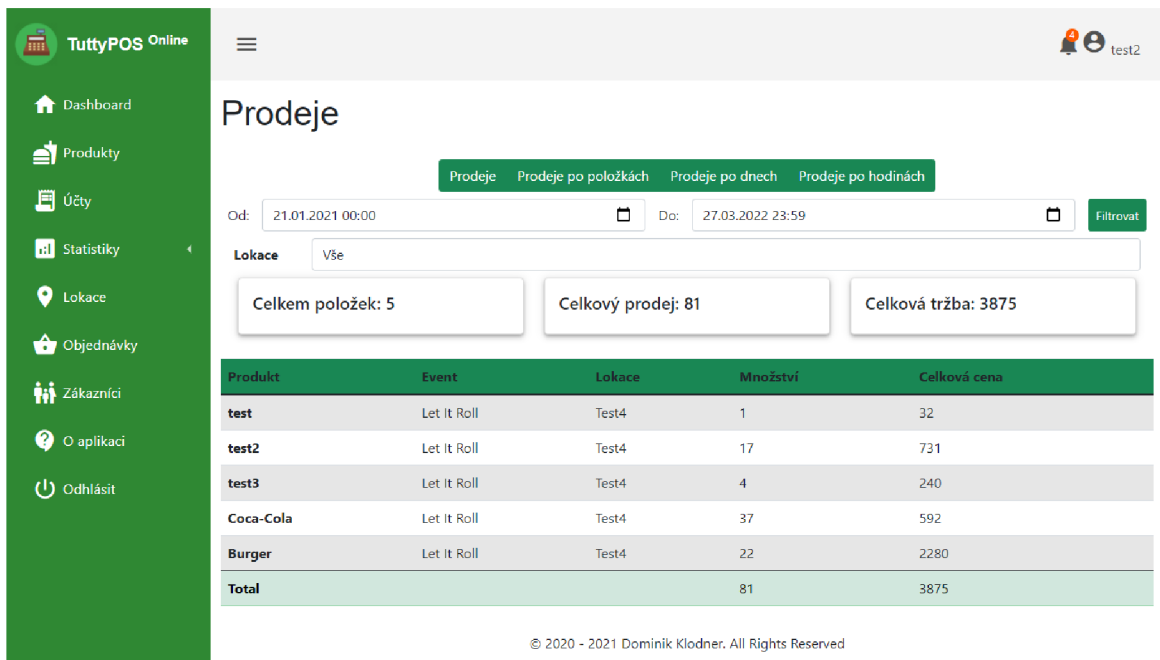 TuttyPOS Online
4
test2
Dashboard
Produkty
Účty
Statistiky
Lokace
Objednávky
Zákazníci
O aplikaci
Odhlásit
Prodeje
Prodeje Prodeje po položkách Prodeje po dnech Prodeje po hodinách
Od: 21.01.2021 00:00 Do: 27.03.2022 23:59 Filtrovat
Lokace Vše
Celkem položek: 5 Celkový prodej: 81 Celková tržba: 3875
Produkt Event Lokace Množství Celková cena
test Let It Roll Test4 1 32
test2 Let It Roll Test4 17 731
test3 Let It Roll Test4 4 240
Coca-Cola Let It Roll Test4 37 592
Burger Let It Roll Test4 22 2280
Total 81 3875
© 2020 - 2021 Dominik Klodner. All Rights Reserved